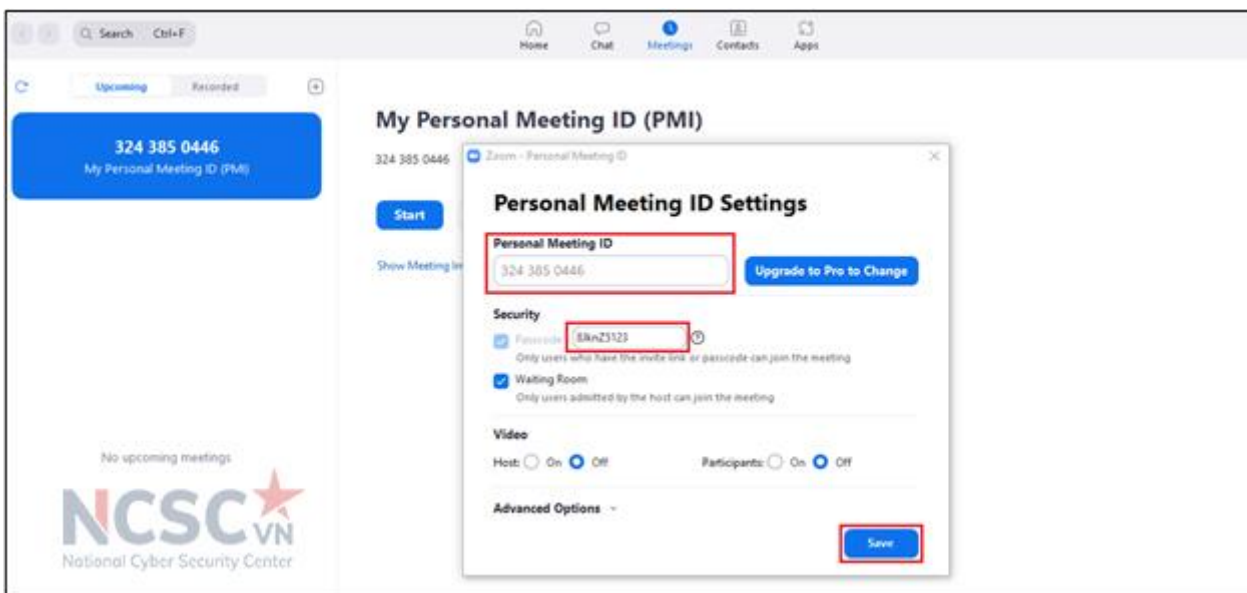 Search Ctrl+F
Home Chat Meetings Contacts Apps
Upcoming Recorded
324 385 0446
My Personal Meeting ID (PMI)
No upcoming meetings
NCSC VN
National Cyber Security Center
My Personal Meeting ID (PMI)
324 385 0446
Start
Show Meeting
Zoom - Personal Meeting ID
Personal Meeting ID Settings
Personal Meeting ID
324 385 0446
Upgrade to Pro to Change
Security
Passcode
Only users who have the invite link or passcode can join the meeting
Waiting Room
Only users admitted by the host can join the meeting
Video
Host: On Off Participants: On Off
Advanced Options
Save